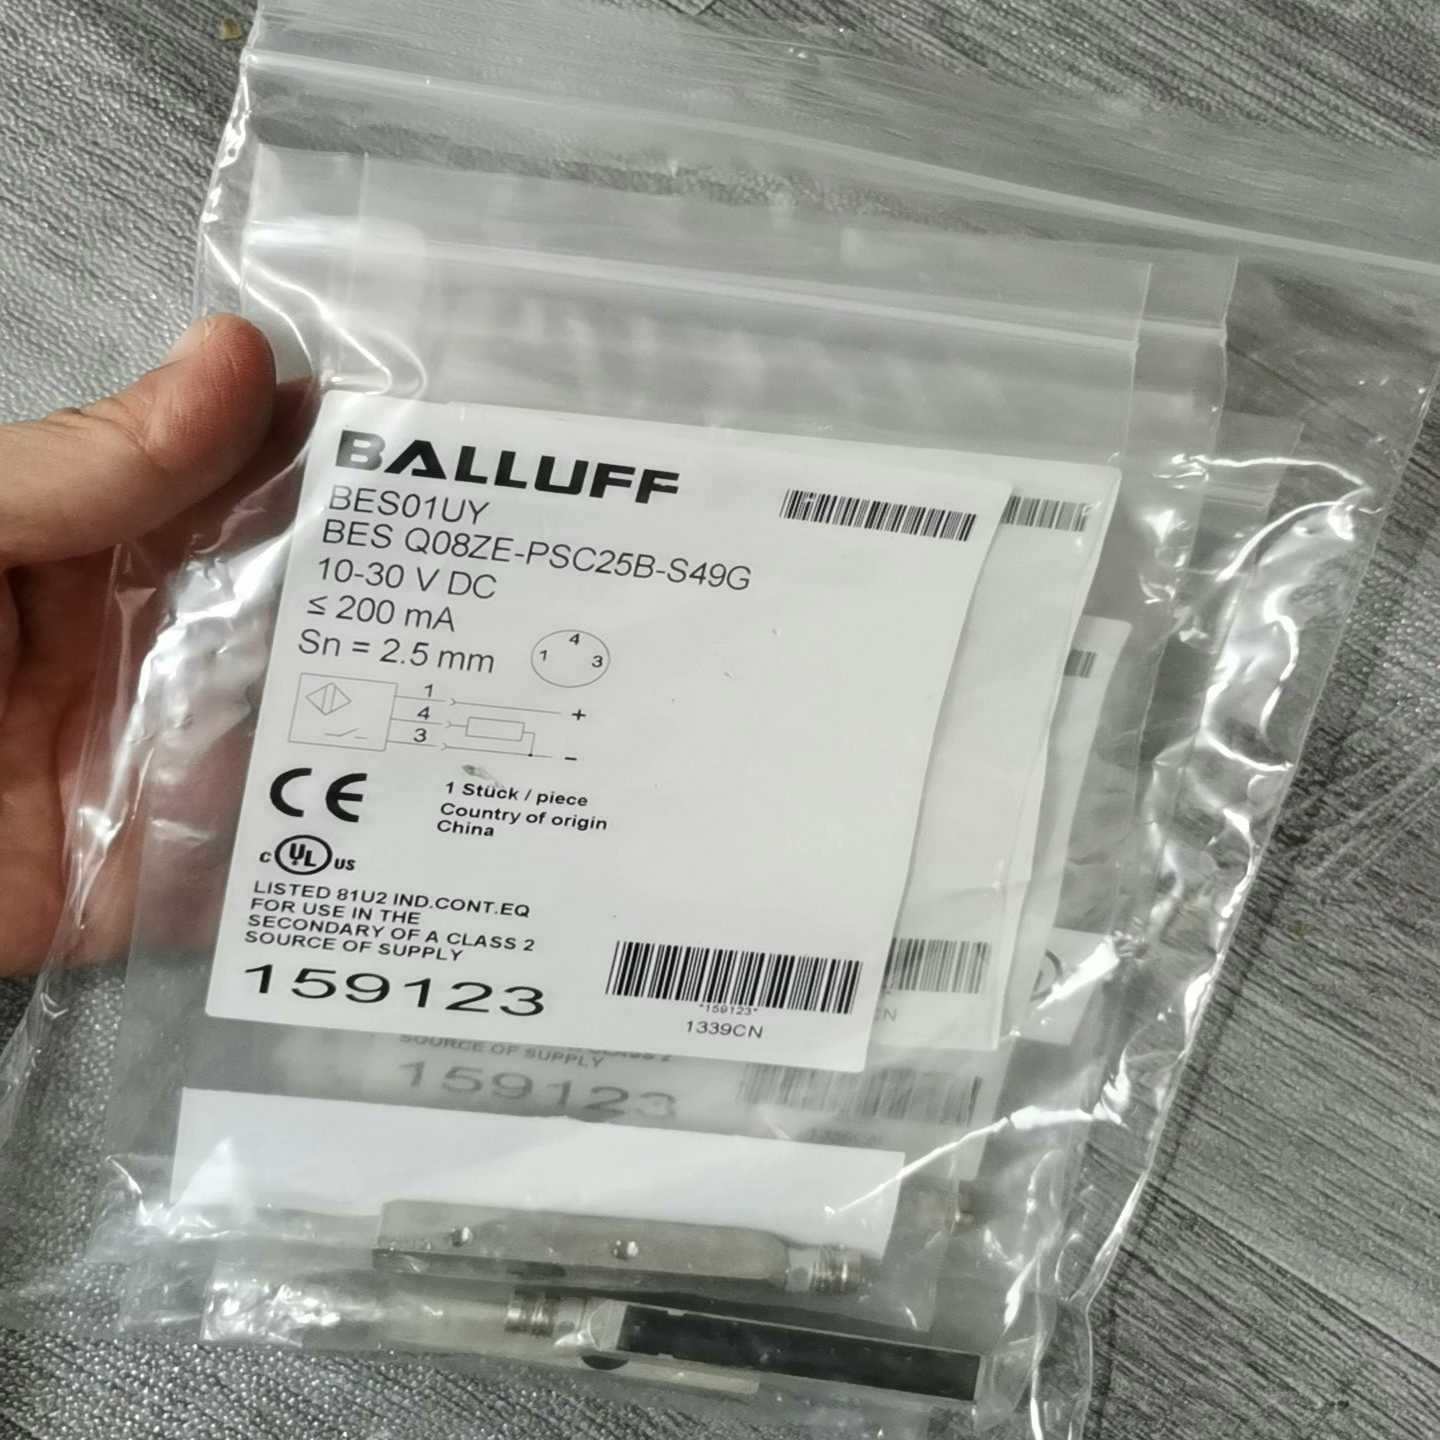 BALLUFF
BES01UY
BES Q08ZE-PSC25B-S49G
10-30 V DC
≤ 200 mA
Sn = 2.5 mm
4
1 3
1
+
4
3
-
CE
1 Stück / piece
Country of origin
China
C UL US
LISTED 81U2 IND.CONT.EQ
FOR USE IN THE
SECONDARY OF A CLASS 2
SOURCE OF SUPPLY
159123
*159123*
1339CN
CN
SOURCE OF SUPPLY
159123